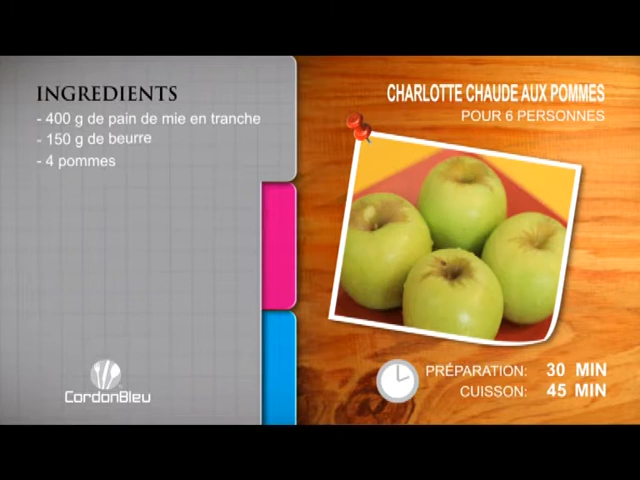 INGREDIENTS
- 400 g de pain de mie en tranche
- 150 g de beurre
- 4 pommes
CordonBleu
CHARLOTTE CHAUDE AUX POMMES
POUR 6 PERSONNES
PRÉPARATION: 30 MIN
CUISSON: 45 MIN